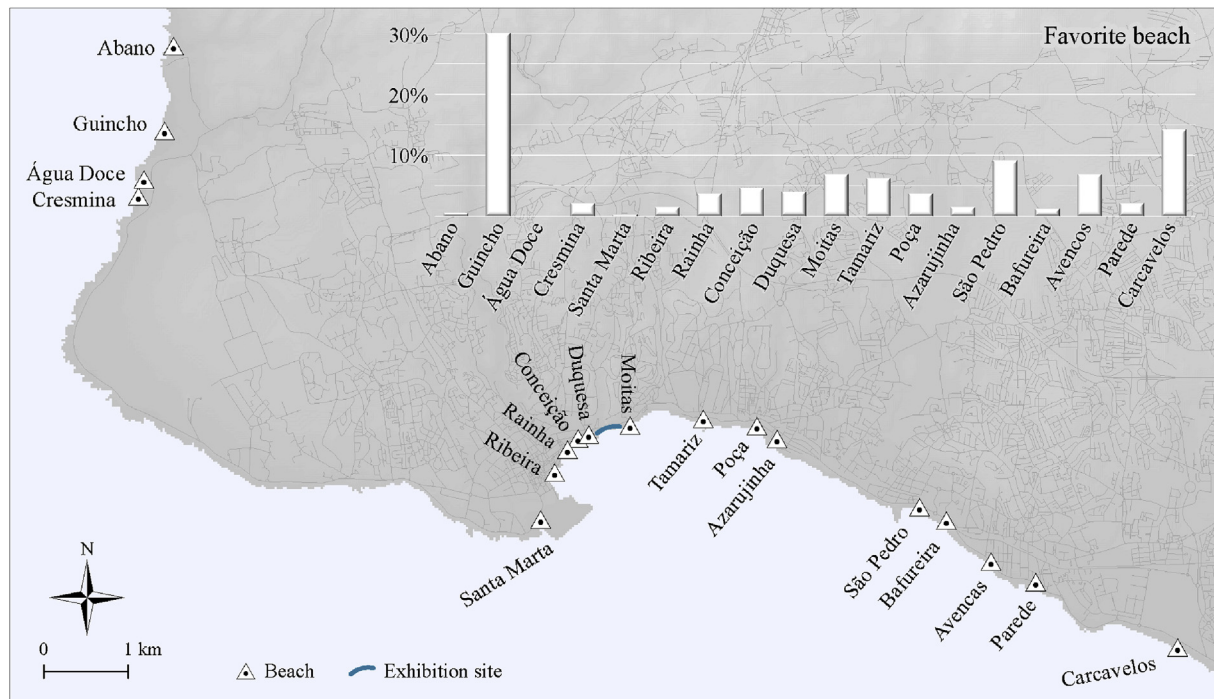 Favorite beach
30%
20%
10%
Abano
Guincho
Água Doce
Cresmina
Santa Marta
Ribeira
Rainha
Conceição
Duquesa
Moitas
Tamariz
Poça
Azarujinha
São Pedro
Bafureira
Avencos
Parede
Carcavelos
Abano
Guincho
Água Doce
Cresmina
Santa Marta
Ribeira
Rainha
Conceição
Duquesa
Moitas
Tamariz
Poça
Azarujinha
São Pedro
Bafureira
Avencas
Parede
Carcavelos
N
0 1 km
Beach
Exhibition site